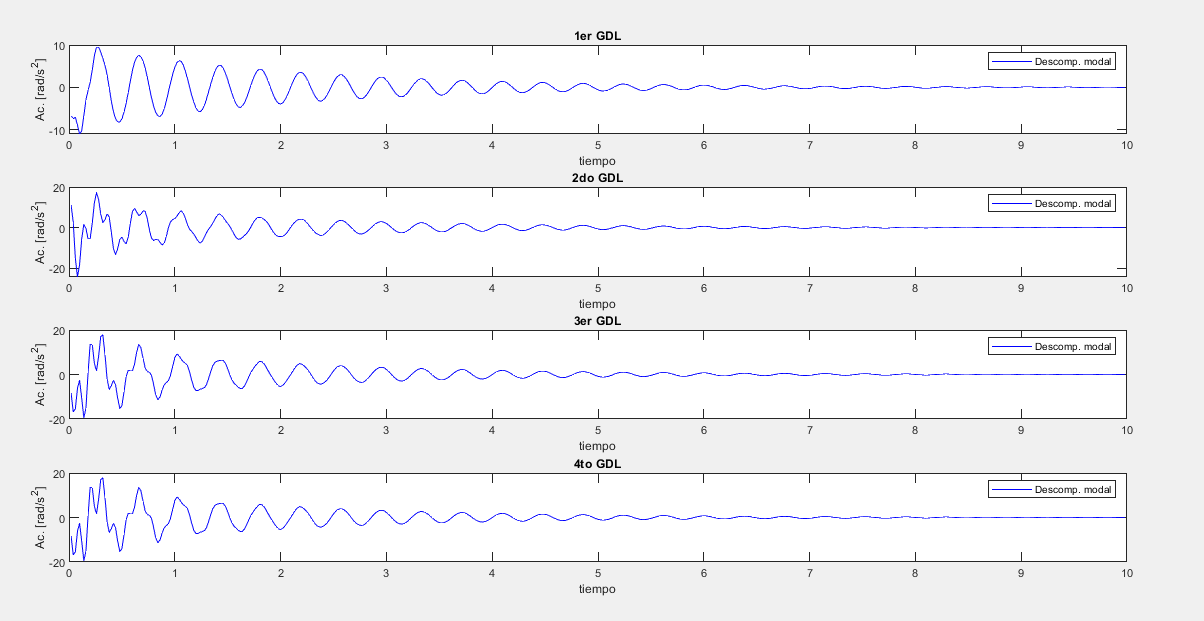 1er GDL
Ac. [rad/s²]
10
0
-10
Descomp. modal
0 1 2 3 4 5 6 7 8 9 10
tiempo
2do GDL
Ac. [rad/s²]
20
0
-20
Descomp. modal
0 1 2 3 4 5 6 7 8 9 10
tiempo
3er GDL
Ac. [rad/s²]
20
0
-20
Descomp. modal
0 1 2 3 4 5 6 7 8 9 10
tiempo
4to GDL
Ac. [rad/s²]
20
0
-20
Descomp. modal
0 1 2 3 4 5 6 7 8 9 10
tiempo